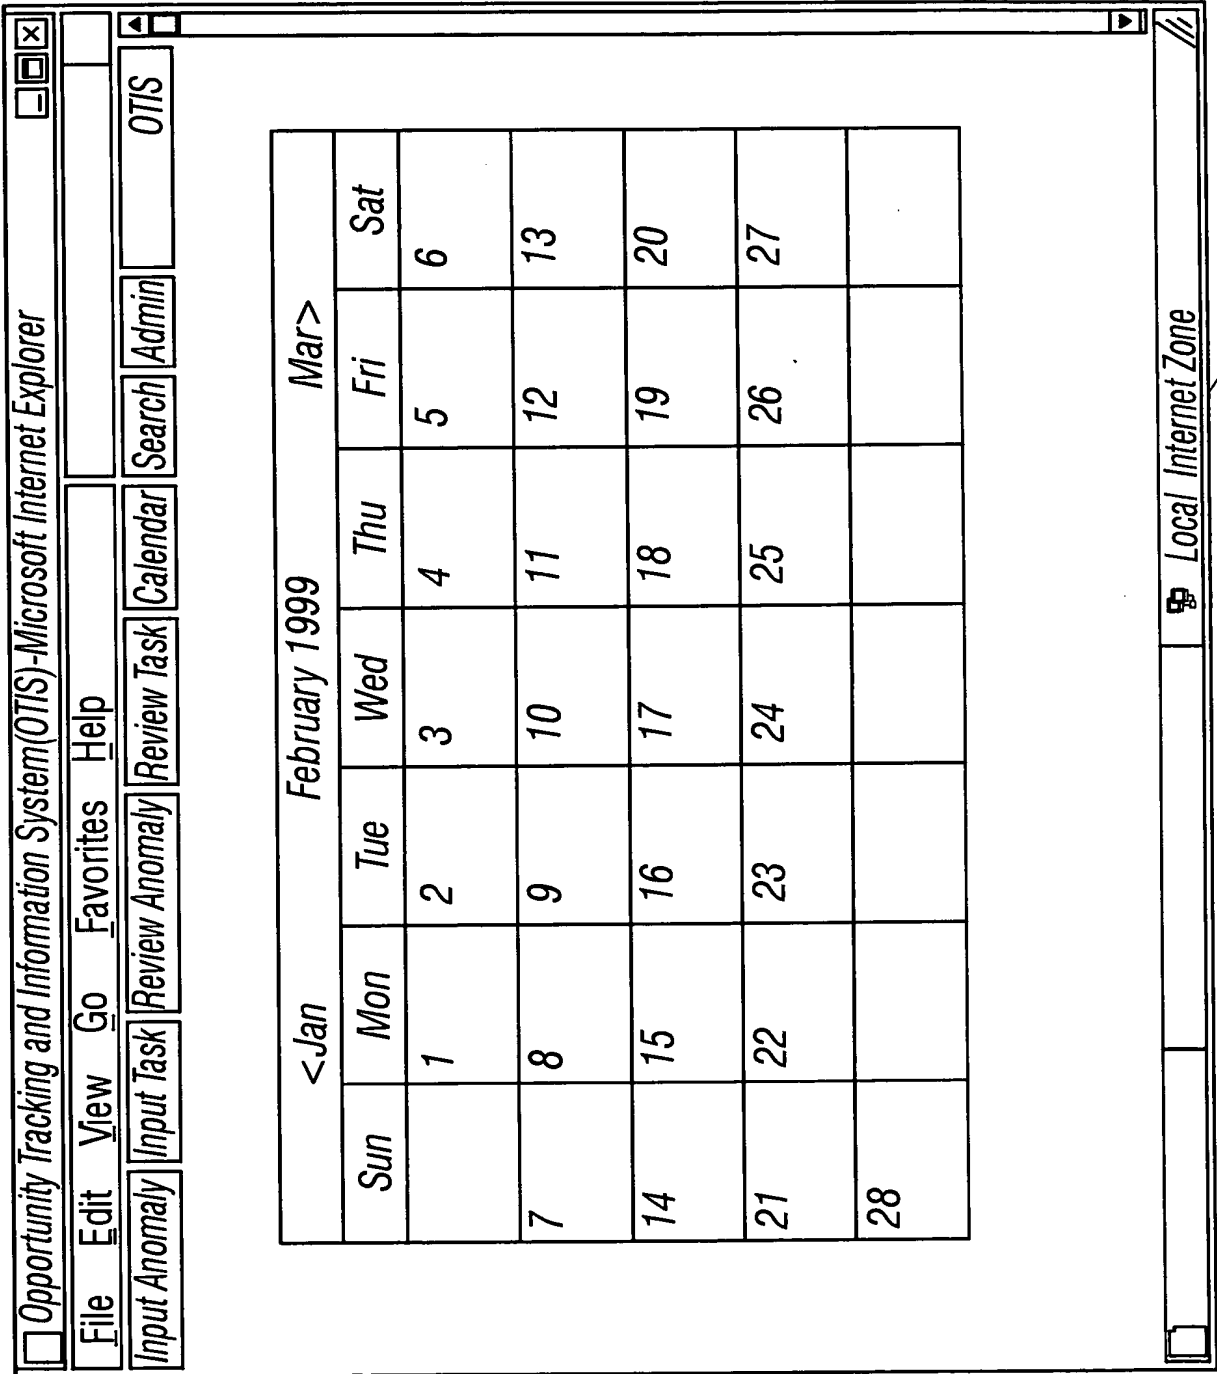 Opportunity Tracking and Information System(OTIS)-Microsoft Internet Explorer
File Edit View Go Favorites Help
Input Anomaly Input Task Review Anomaly Review Task Calendar Search Admin OTIS
<Jan February 1999 Mar>
Sun Mon Tue Wed Thu Fri Sat
1 2 3 4 5 6
7 8 9 10 11 12 13
14 15 16 17 18 19 20
21 22 23 24 25 26 27
28
Local Internet Zone